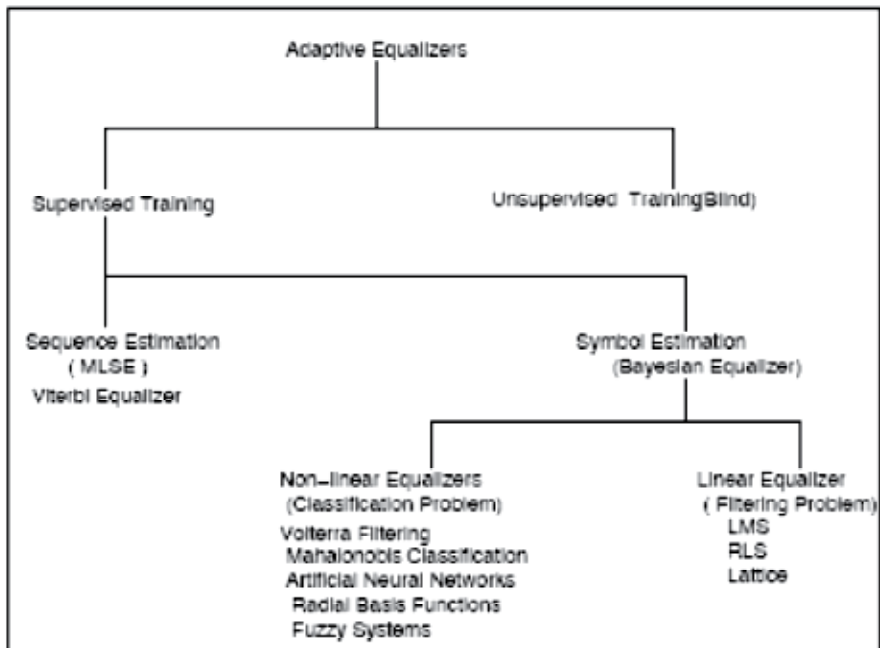 Adaptive Equalizers
Supervised Training
Unsupervised Training(Blind)
Sequence Estimation
( MLSE )
Viterbi Equalizer
Symbol Estimation
(Bayesian Equalizer)
Non-linear Equalizers
(Classification Problem)
Volterra Filtering
Mahalonobis Classification
Artificial Neural Networks
Radial Basis Functions
Fuzzy Systems
Linear Equalizer
( Filtering Problem)
LMS
RLS
Lattice